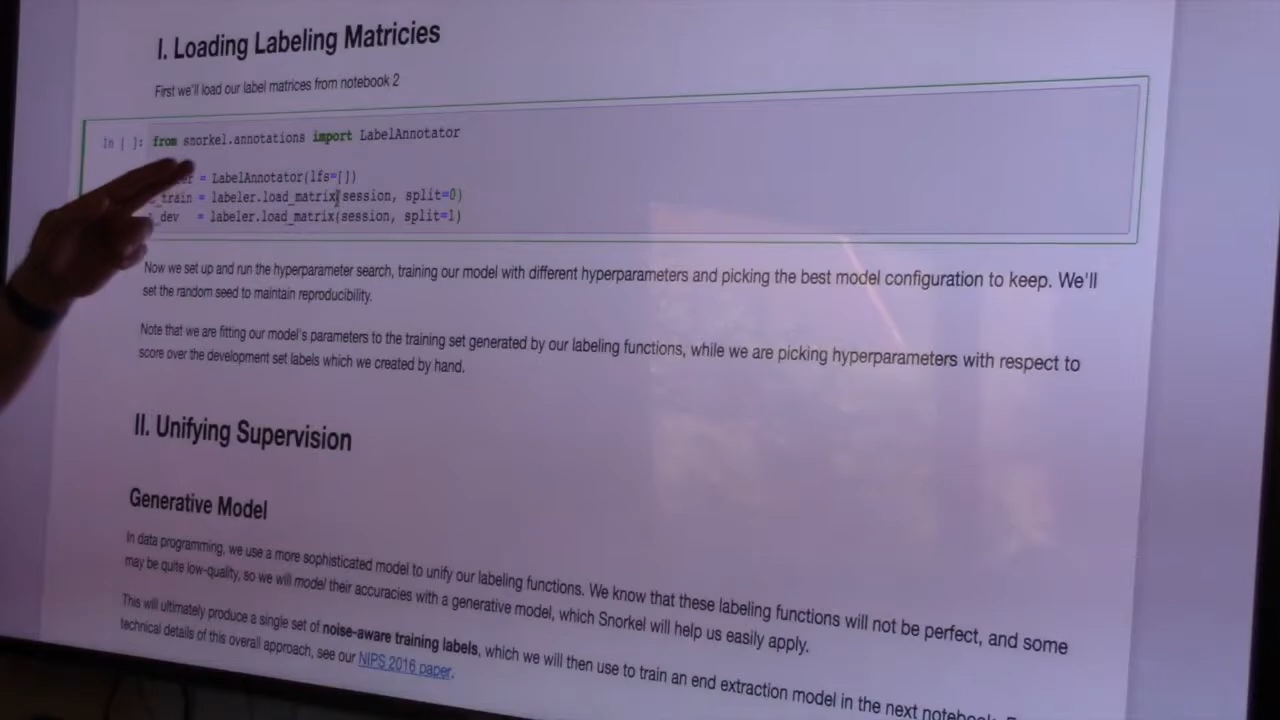 I. Loading Labeling Matricies
First we'll load our label matrices from notebook 2
In [ ]: from snorkel.annotations import LabelAnnotator
= LabelAnnotator(lfs=[])
_train = labeler.load_matrix(session, split=0)
_dev = labeler.load_matrix(session, split=1)
Now we set up and run the hyperparameter search, training our model with different hyperparameters and picking the best model configuration to keep. We'll
set the random seed to maintain reproducibility.
Note that we are fitting our model's parameters to the training set generated by our labeling functions, while we are picking hyperparameters with respect to
score over the development set labels which we created by hand.
II. Unifying Supervision
Generative Model
In data programming, we use a more sophisticated model to unify our labeling functions. We know that these labeling functions will not be perfect, and some
may be quite low-quality, so we will model their accuracies with a generative model, which Snorkel will help us easily apply.
This will ultimately produce a single set of noise-aware training labels, which we will then use to train an end extraction model in the next notebook.
technical details of this overall approach, see our NIPS 2016 paper.